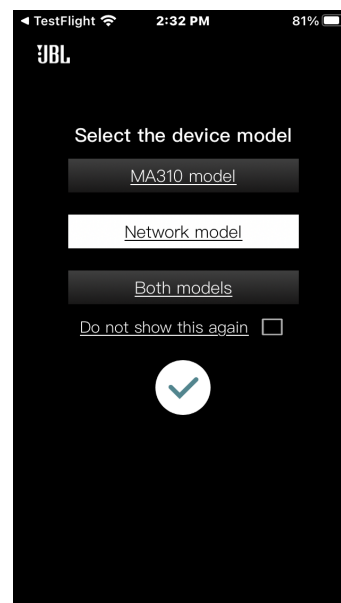 ◀ TestFlight 2:32 PM 81%
JBL
Select the device model
MA310 model
Network model
Both models
Do not show this again